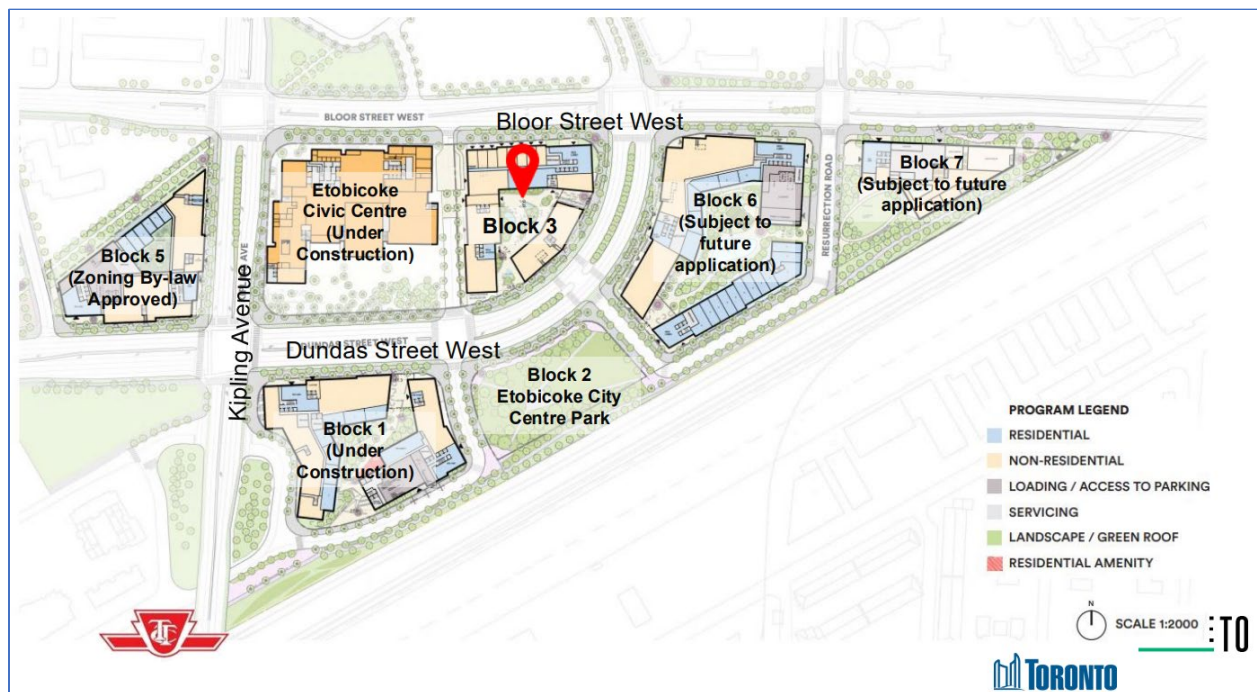 BLOOR STREET WEST
Bloor Street West
Etobicoke
Civic Centre
(Under
Construction)
Block 3
Block 6
(Subject to
future
application)
RESURRECTION ROAD
Block 7
(Subject to future
application)
Block 5
(Zoning By-law
Approved)
AVE
Kipling Avenue
DUNDAS STREET WEST
Dundas Street West
Block 2
Etobicoke City
Centre Park
Block 1
(Under
Construction)
PROGRAM LEGEND
RESIDENTIAL
NON-RESIDENTIAL
LOADING / ACCESS TO PARKING
SERVICING
LANDSCAPE / GREEN ROOF
RESIDENTIAL AMENITY
N
SCALE 1:2000
TO
TTC
TORONTO